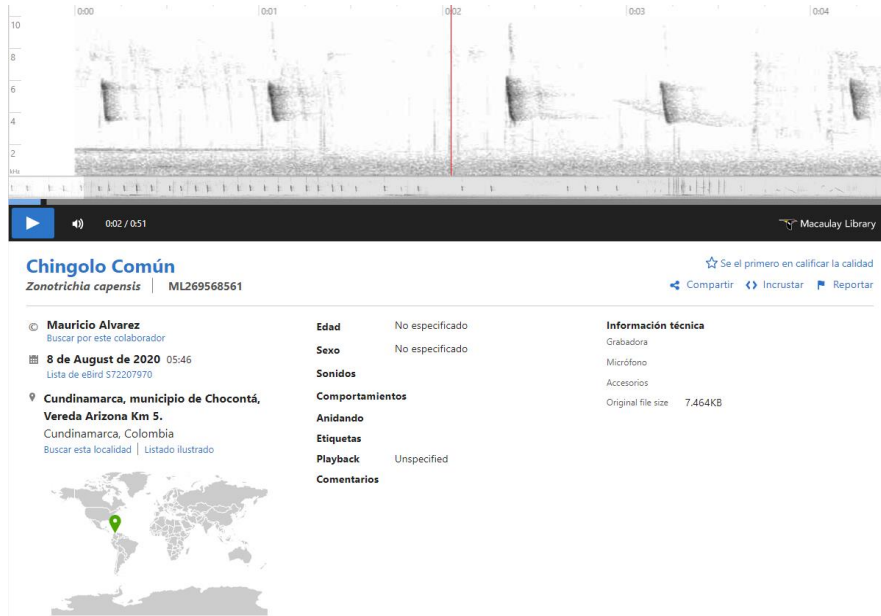 0:00 0:01 0:02 0:03 0:04
10
8
6
4
2
kHz
0:02 / 0:51 Macaulay Library
Chingolo Común
Se el primero en calificar la calidad
Zonotrichia capensis ML269568561
Compartir Incrustar Reportar
© Mauricio Alvarez
Buscar por este colaborador
8 de August de 2020 05:46
Lista de eBird S72207970
Cundinamarca, municipio de Chocontá,
Vereda Arizona Km 5.
Cundinamarca, Colombia
Buscar esta localidad Listado ilustrado
Edad No especificado
Sexo No especificado
Sonidos
Comportamientos
Anidando
Etiquetas
Playback Unspecified
Comentarios
Información técnica
Grabadora
Micrófono
Accesorios
Original file size 7.464KB